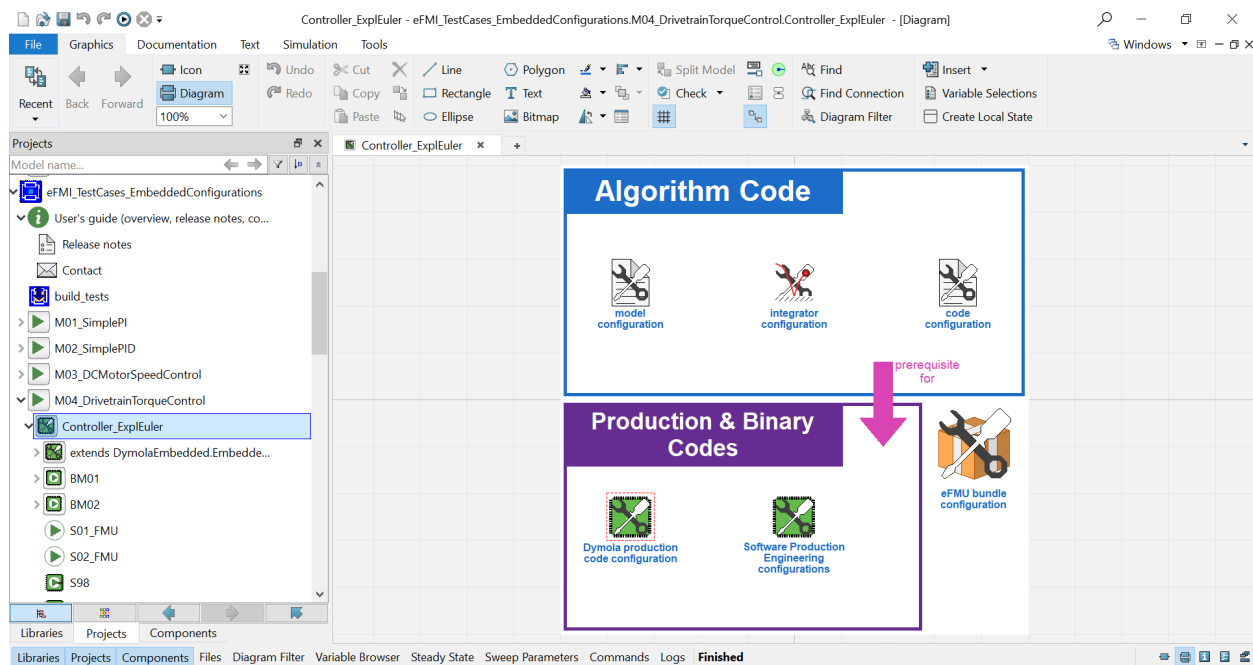 Controller_ExplEuler - eFMI_TestCases_EmbeddedConfigurations.M04_DrivetrainTorqueControl.Controller_ExplEuler - [Diagram]
File Graphics Documentation Text Simulation Tools Windows
Recent Back Forward
Icon Undo Cut Line Polygon Split Model Find Insert
Diagram Redo Copy Rectangle Text Check Find Connection Variable Selections
100% Paste Ellipse Bitmap Diagram Filter Create Local State
Projects
Model name...
eFMI_TestCases_EmbeddedConfigurations
User's guide (overview, release notes, co...
Release notes
Contact
build_tests
M01_SimplePI
M02_SimplePID
M03_DCMotorSpeedControl
M04_DrivetrainTorqueControl
Controller_ExplEuler
extends DymolaEmbedded.Embedde...
BM01
BM02
S01_FMU
S02_FMU
S98
Libraries Projects Components
Controller_ExplEuler
Algorithm Code
model
configuration
integrator
configuration
code
configuration
prerequisite
for
Production & Binary
Codes
Dymola production
code configuration
Software Production
Engineering
configurations
eFMU bundle
configuration
Libraries Projects Components Files Diagram Filter Variable Browser Steady State Sweep Parameters Commands Logs Finished